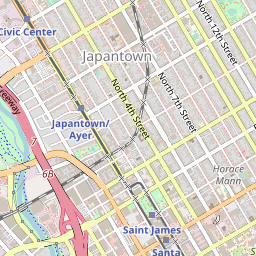 Civic Center
North 12th Street
Japantown
North 4th Street
North 7th Street
Japantown/
Ayer
7
6B
Horace
Mann
Saint James
Santa